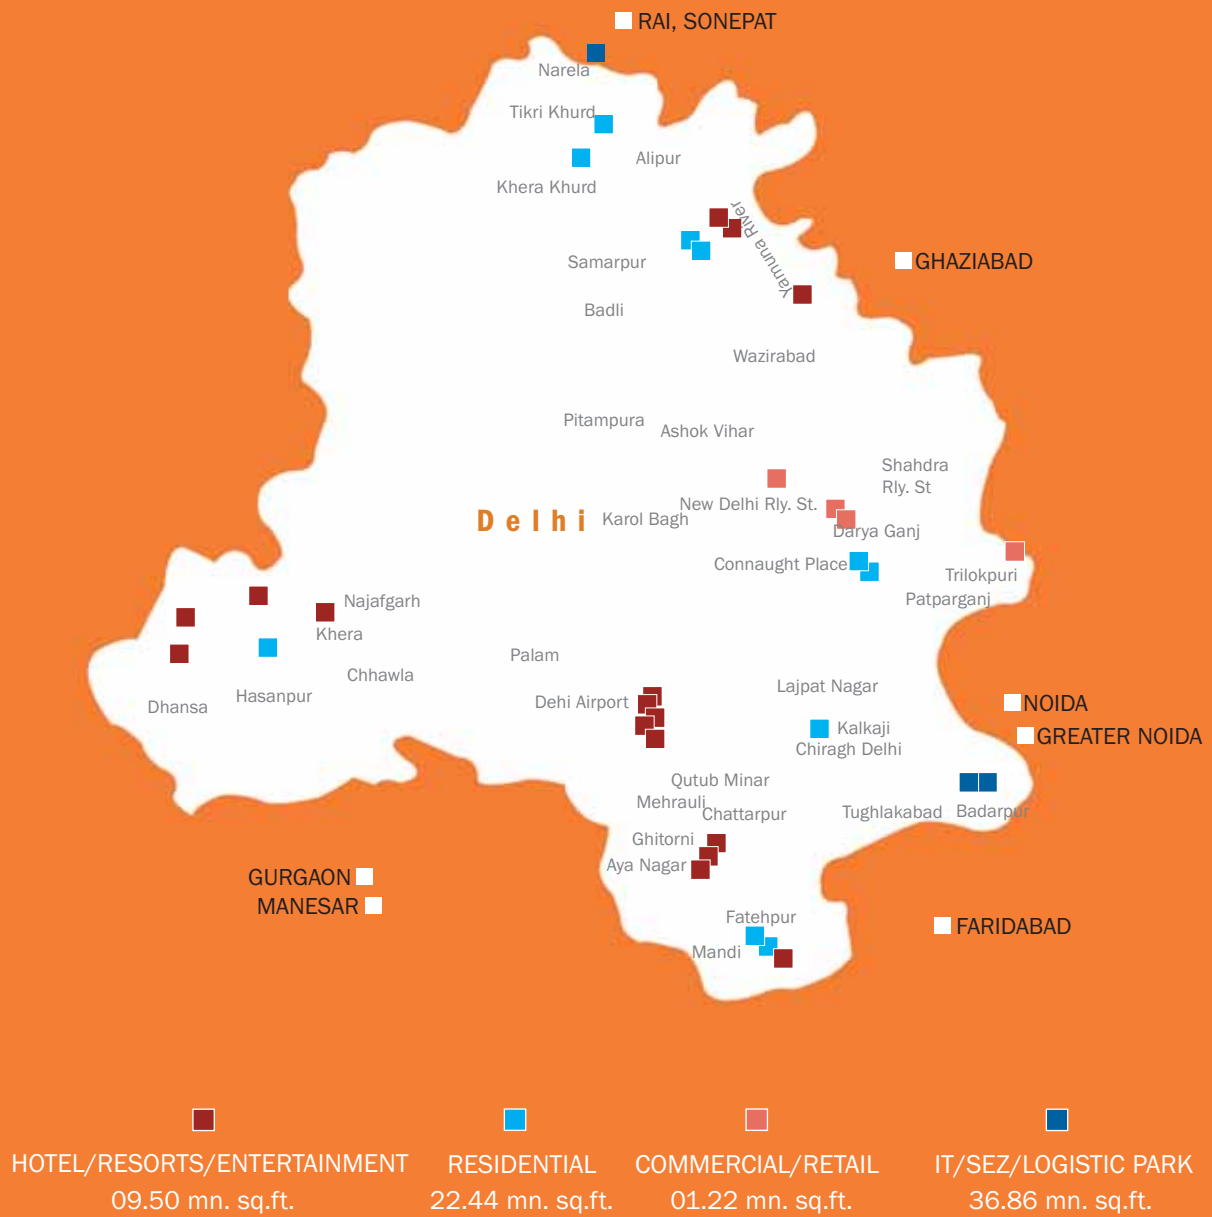 RAI, SONEPAT
Narela
Tikri Khurd
Alipur
Khera Khurd
Yamuna River
Samarpur
GHAZIABAD
Badli
Wazirabad
Pitampura
Ashok Vihar
Shahdra
Rly. St
New Delhi Rly. St.
Delhi
Karol Bagh
Darya Ganj
Connaught Place
Trilokpuri
Patparganj
Najafgarh
Khera
Palam
Chhawla
Lajpat Nagar
Hasanpur
Dhansa
Dehi Airport
NOIDA
Kalkaji
GREATER NOIDA
Chiragh Delhi
Qutub Minar
Mehrauli
Chattarpur
Tughlakabad
Badarpur
Ghitorni
Aya Nagar
GURGAON
MANESAR
Fatehpur
FARIDABAD
Mandi
HOTEL/RESORTS/ENTERTAINMENT
09.50 mn. sq.ft.
RESIDENTIAL
22.44 mn. sq.ft.
COMMERCIAL/RETAIL
01.22 mn. sq.ft.
IT/SEZ/LOGISTIC PARK
36.86 mn. sq.ft.